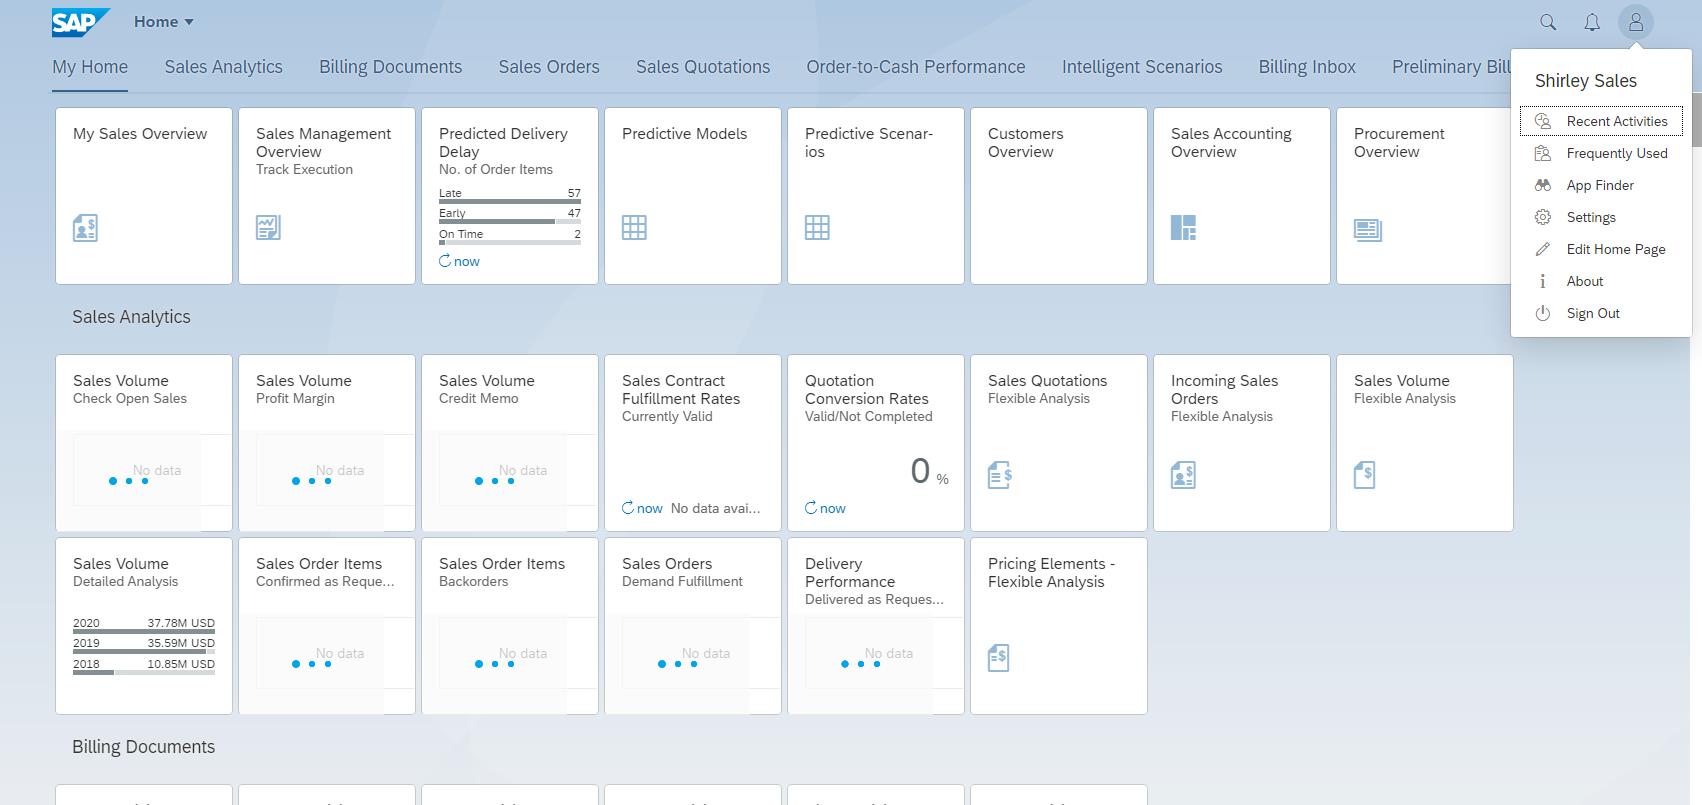 SAP
Home
My Home
Sales Analytics
Billing Documents
Sales Orders
Sales Quotations
Order-to-Cash Performance
Intelligent Scenarios
Billing Inbox
Preliminary Bill
Shirley Sales
Recent Activities
Frequently Used
App Finder
Settings
Edit Home Page
About
Sign Out
My Sales Overview
Sales Management
Overview
Track Execution
Predicted Delivery
Delay
No. of Order Items
Late 57
Early 47
On Time 2
now
Predictive Models
Predictive Scenar-
ios
Customers
Overview
Sales Accounting
Overview
Procurement
Overview
Sales Analytics
Sales Volume
Check Open Sales
No data
Sales Volume
Profit Margin
No data
Sales Volume
Credit Memo
No data
Sales Contract
Fulfillment Rates
Currently Valid
now No data avai...
Quotation
Conversion Rates
Valid/Not Completed
0 %
now
Sales Quotations
Flexible Analysis
Incoming Sales
Orders
Flexible Analysis
Sales Volume
Flexible Analysis
Sales Volume
Detailed Analysis
2020 37.78M USD
2019 35.59M USD
2018 10.85M USD
Sales Order Items
Confirmed as Reque...
No data
Sales Order Items
Backorders
No data
Sales Orders
Demand Fulfillment
No data
Delivery
Performance
Delivered as Reques...
No data
Pricing Elements -
Flexible Analysis
Billing Documents